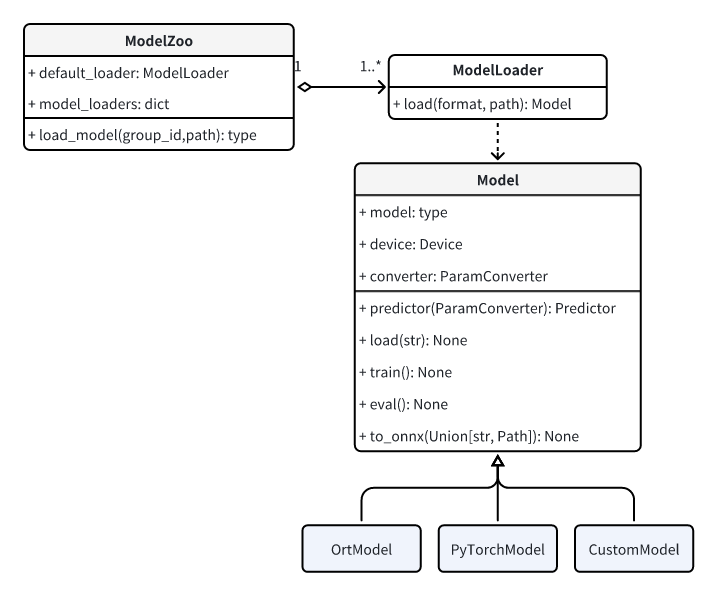 ModelZoo
+ default_loader: ModelLoader
+ model_loaders: dict
+ load_model(group_id,path): type
1
1..*
ModelLoader
+ load(format, path): Model
Model
+ model: type
+ device: Device
+ converter: ParamConverter
+ predictor(ParamConverter): Predictor
+ load(str): None
+ train(): None
+ eval(): None
+ to_onnx(Union[str, Path]): None
OrtModel
PyTorchModel
CustomModel